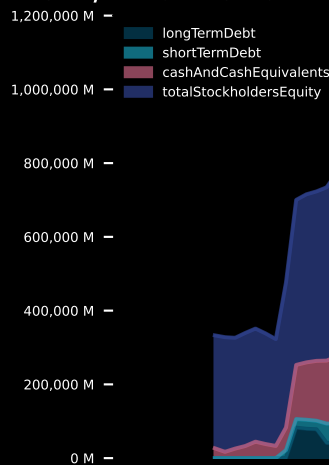 1,200,000 M
longTermDebt
shortTermDebt
1,000,000 M
cashAndCashEquivalents
totalStockholdersEquity
800,000 M
600,000 M
400,000 M
200,000 M
0 M